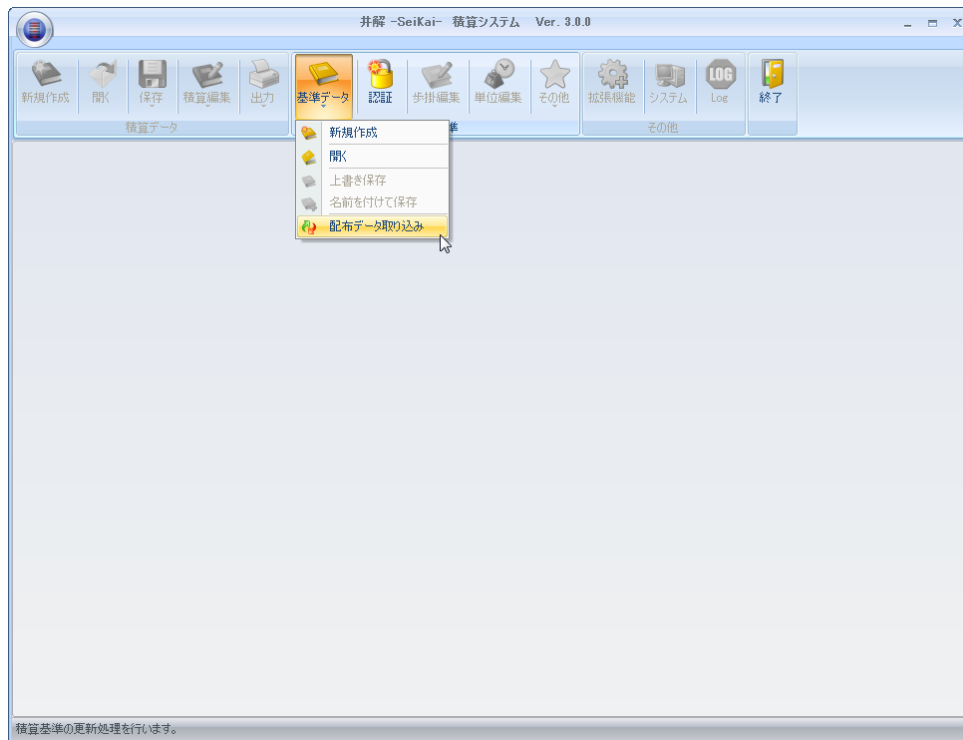 井解 -SeiKai- 積算システム Ver. 3.0.0
新規作成 開く 保存 積算編集 出力 基準データ 認証 歩掛編集 単位編集 その他 拡張機能 システム LOG Log 終了
積算データ 準 その他
新規作成
開く
上書き保存
名前を付けて保存
配布データ取り込み
積算基準の更新処理を行います。